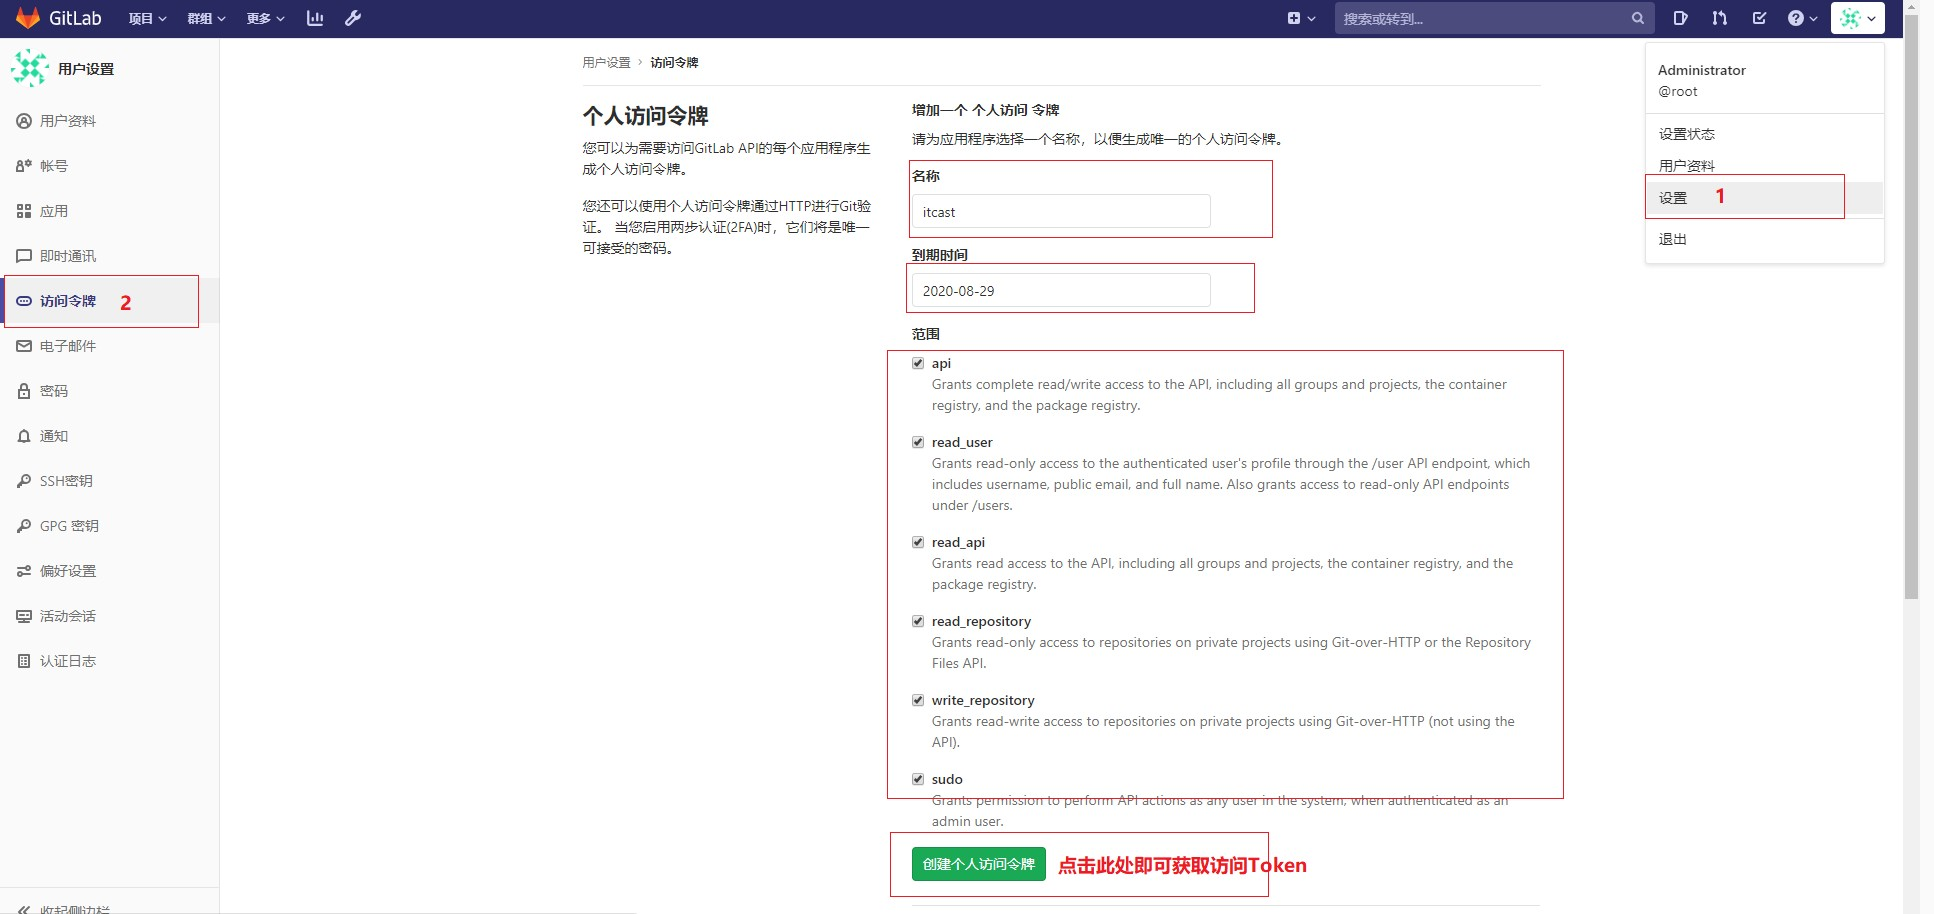 GitLab 项目 群组 更多 搜索或转到...
用户设置
用户资料
帐号
应用
即时通讯
访问令牌 2
电子邮件
密码
通知
SSH密钥
GPG 密钥
偏好设置
活动会话
认证日志
收起侧边栏
用户设置 › 访问令牌
个人访问令牌
您可以为需要访问GitLab API的每个应用程序生
成个人访问令牌。
您还可以使用个人访问令牌通过HTTP进行Git验
证。 当您启用两步认证(2FA)时，它们将是唯一
可接受的密码。
增加一个 个人访问 令牌
请为应用程序选择一个名称，以便生成唯一的个人访问令牌。
名称
itcast
到期时间
2020-08-29
范围
api
Grants complete read/write access to the API, including all groups and projects, the container
registry, and the package registry.
read_user
Grants read-only access to the authenticated user's profile through the /user API endpoint, which
includes username, public email, and full name. Also grants access to read-only API endpoints
under /users.
read_api
Grants read access to the API, including all groups and projects, the container registry, and the
package registry.
read_repository
Grants read-only access to repositories on private projects using Git-over-HTTP or the Repository
Files API.
write_repository
Grants read-write access to repositories on private projects using Git-over-HTTP (not using the
API).
sudo
Grants permission to perform API actions as any user in the system, when authenticated as an
admin user.
创建个人访问令牌 点击此处即可获取访问Token
Administrator
@root
设置状态
用户资料
设置 1
退出